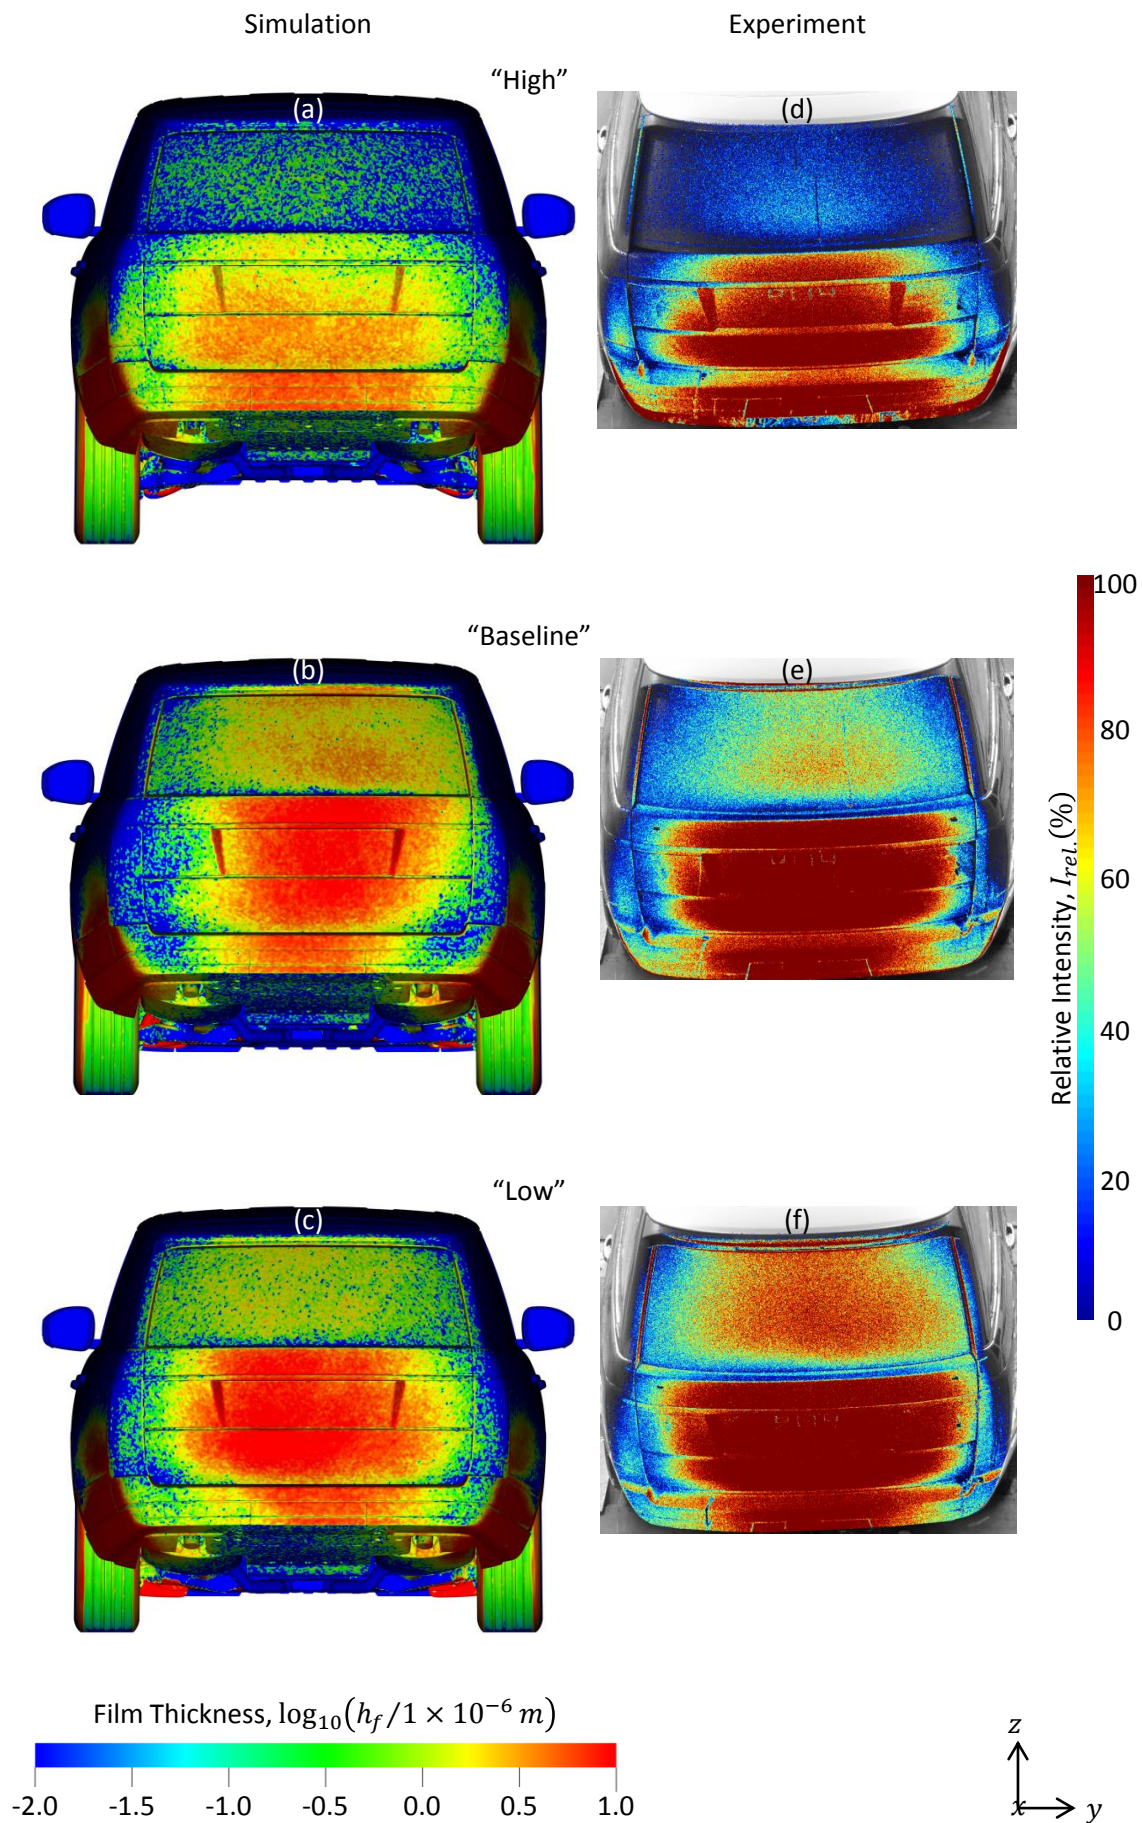 Simulation Experiment
“High”
(a) (d)
“Baseline”
(b) (e)
100
80
60
40
20
0
Relative Intensity, I_rel.(%)
“Low”
(c) (f)
Film Thickness, log₁₀(h_f/1 × 10⁻⁶ m)
-2.0 -1.5 -1.0 -0.5 0.0 0.5 1.0
z
x y